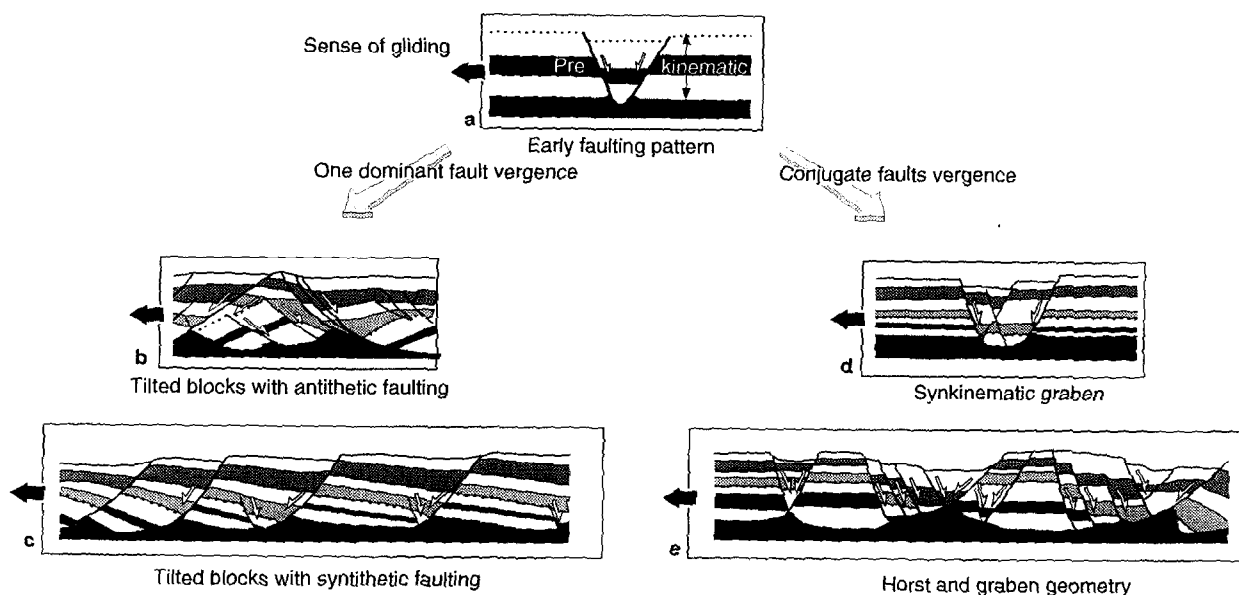 Sense of gliding
Pre kinematic
a
Early faulting pattern
One dominant fault vergence
Conjugate faults vergence
b
Tilted blocks with antithetic faulting
d
Synkinematic graben
c
Tilted blocks with syntithetic faulting
e
Horst and graben geometry